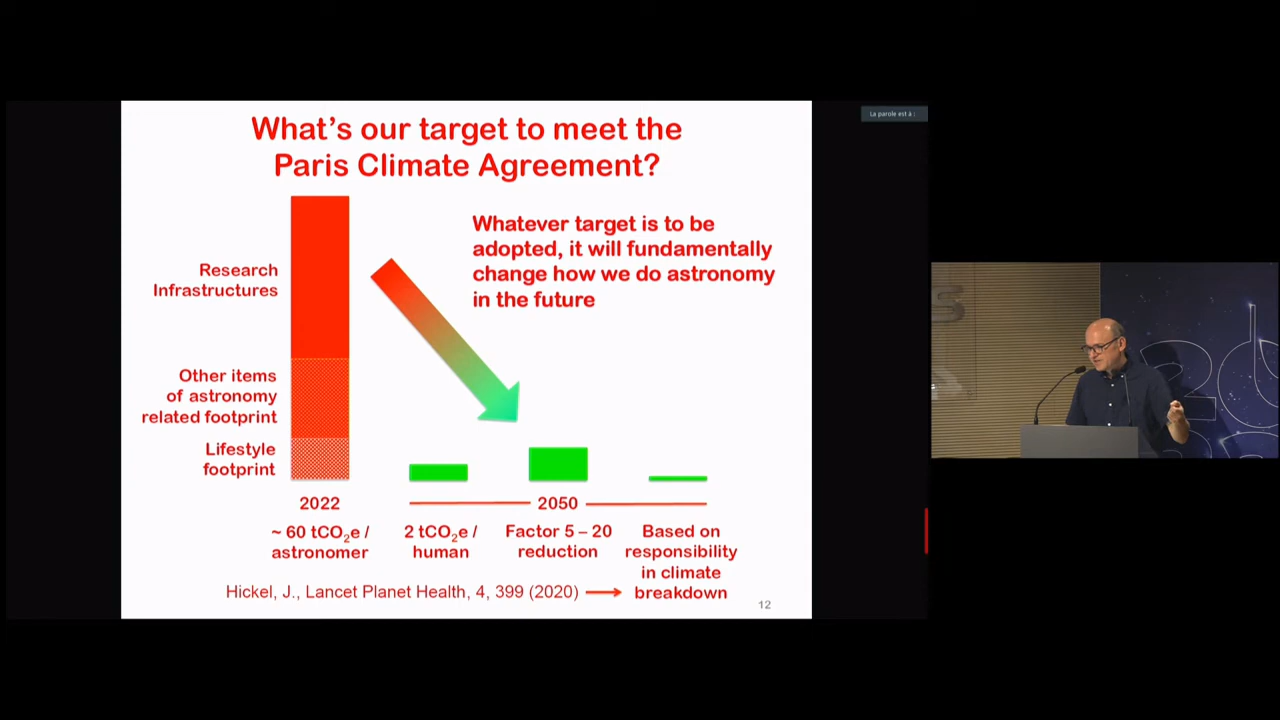 What's our target to meet the
Paris Climate Agreement?
La parole est à :
Whatever target is to be
adopted, it will fundamentally
change how we do astronomy
in the future
Research
Infrastructures
Other items
of astronomy
related footprint
Lifestyle
footprint
2022
2050
~ 60 tCO₂e /
astronomer
2 tCO₂e /
human
Factor 5 – 20
reduction
Based on
responsibility
in climate
breakdown
Hickel, J., Lancet Planet Health, 4, 399 (2020)
12